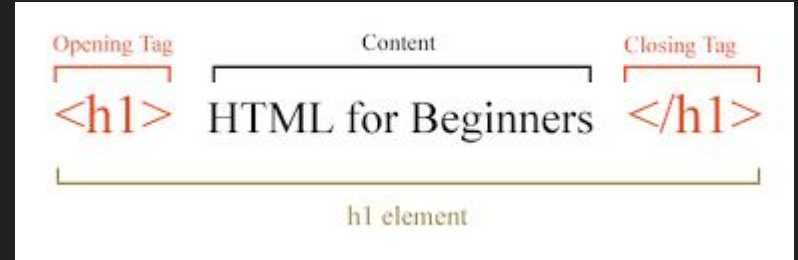 Opening Tag Content Closing Tag
<h1> HTML for Beginners </h1>
h1 element